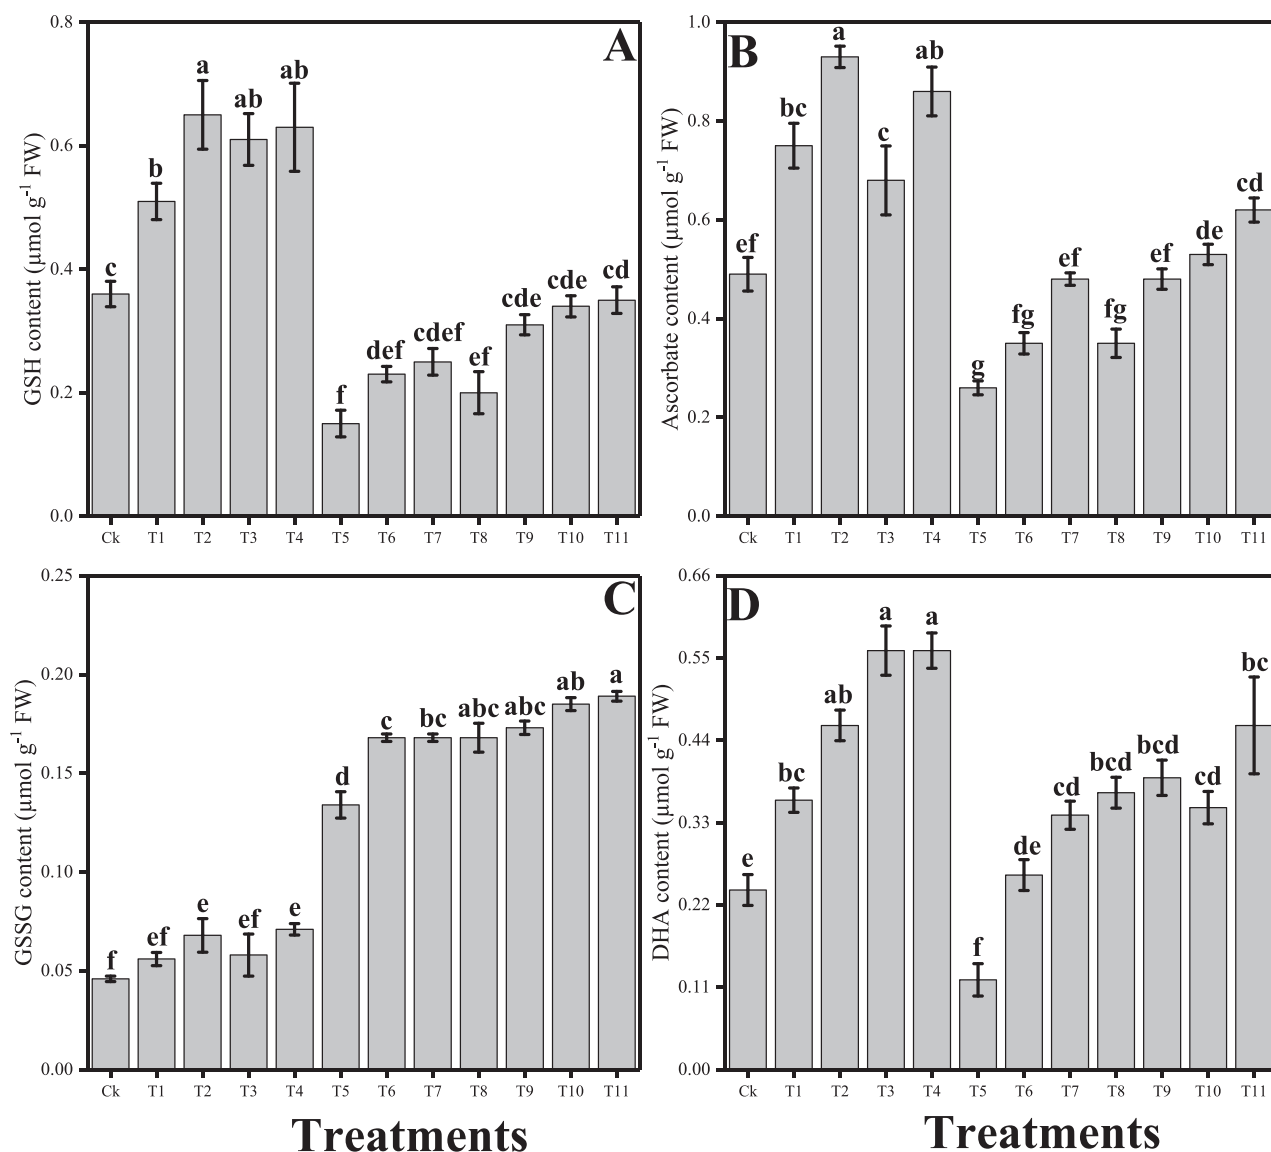 A
GSH content (μmol g-1 FW)
0.8
0.6
0.4
0.2
0.0
c
b
a
ab
ab
f
def
cdef
ef
cde
cde
cd
Ck T1 T2 T3 T4 T5 T6 T7 T8 T9 T10 T11
B
Ascorbate content (μmol g-1 FW)
1.0
0.8
0.6
0.4
0.2
0.0
ef
bc
a
c
ab
g
fg
ef
fg
ef
de
cd
Ck T1 T2 T3 T4 T5 T6 T7 T8 T9 T10 T11
C
GSSG content (μmol g-1 FW)
0.25
0.20
0.15
0.10
0.05
0.00
f
ef
e
ef
e
d
c
bc
abc
abc
ab
a
Ck T1 T2 T3 T4 T5 T6 T7 T8 T9 T10 T11
Treatments
D
DHA content (μmol g-1 FW)
0.66
0.55
0.44
0.33
0.22
0.11
0.00
e
bc
ab
a
a
f
de
cd
bcd
bcd
cd
bc
Ck T1 T2 T3 T4 T5 T6 T7 T8 T9 T10 T11
Treatments